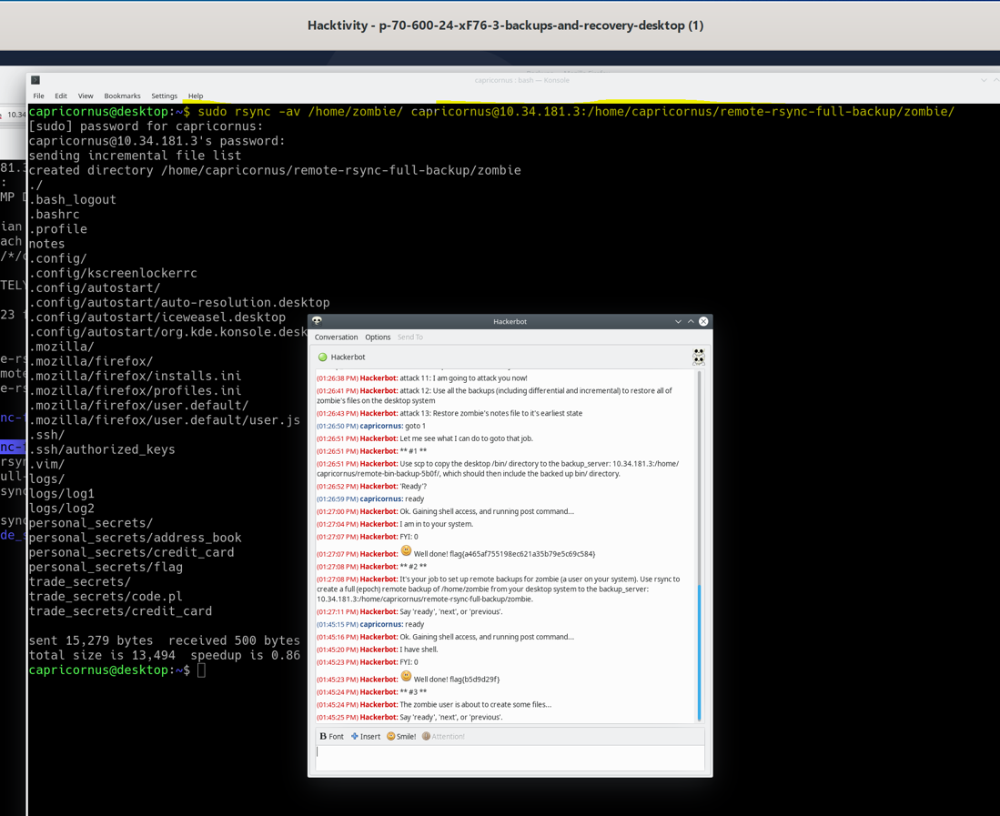 Hacktivity - p-70-600-24-xF76-3-backups-and-recovery-desktop (1)
capricornus : bash — Konsole
File Edit View Bookmarks Settings Help
10.34
capricornus@desktop:~$ sudo rsync -av /home/zombie/ capricornus@10.34.181.3:/home/capricornus/remote-rsync-full-backup/zombie/
[sudo] password for capricornus:
capricornus@10.34.181.3's password:
sending incremental file list
created directory /home/capricornus/remote-rsync-full-backup/zombie
./
.bash_logout
.bashrc
.profile
notes
.config/
.config/kscreenlockerrc
.config/autostart/
.config/autostart/auto-resolution.desktop
.config/autostart/iceweasel.desktop
.config/autostart/org.kde.konsole.desk
.mozilla/
.mozilla/firefox/
.mozilla/firefox/installs.ini
.mozilla/firefox/profiles.ini
.mozilla/firefox/user.default/
.mozilla/firefox/user.default/user.js
.ssh/
.ssh/authorized_keys
.vim/
logs/
logs/log1
logs/log2
personal_secrets/
personal_secrets/address_book
personal_secrets/credit_card
personal_secrets/flag
trade_secrets/
trade_secrets/code.pl
trade_secrets/credit_card
sent 15,279 bytes received 500 bytes
total size is 13,494 speedup is 0.86
capricornus@desktop:~$
Hackerbot
Conversation Options Send To
Hackerbot
(01:26:38 PM) Hackerbot: attack 11: I am going to attack you now!
(01:26:41 PM) Hackerbot: attack 12: Use all the backups (including differential and incremental) to restore all of
zombie's files on the desktop system
(01:26:43 PM) Hackerbot: attack 13: Restore zombie's notes file to it's earliest state
(01:26:50 PM) capricornus: goto 1
(01:26:51 PM) Hackerbot: Let me see what I can do to goto that job.
(01:26:51 PM) Hackerbot: ** #1 **
(01:26:51 PM) Hackerbot: Use scp to copy the desktop /bin/ directory to the backup_server: 10.34.181.3:/home/
capricornus/remote-bin-backup-5b0f/, which should then include the backed up bin/ directory.
(01:26:52 PM) Hackerbot: 'Ready'?
(01:26:59 PM) capricornus: ready
(01:27:00 PM) Hackerbot: Ok. Gaining shell access, and running post command...
(01:27:04 PM) Hackerbot: I am in to your system.
(01:27:07 PM) Hackerbot: FYI: 0
(01:27:07 PM) Hackerbot: Well done! flag{a465af755198ec621a35b79e5c69c584}
(01:27:08 PM) Hackerbot: ** #2 **
(01:27:08 PM) Hackerbot: It's your job to set up remote backups for zombie (a user on your system). Use rsync to
create a full (epoch) remote backup of /home/zombie from your desktop system to the backup_server:
10.34.181.3:/home/capricornus/remote-rsync-full-backup/zombie.
(01:27:11 PM) Hackerbot: Say 'ready', 'next', or 'previous'.
(01:45:15 PM) capricornus: ready
(01:45:16 PM) Hackerbot: Ok. Gaining shell access, and running post command...
(01:45:20 PM) Hackerbot: I have shell.
(01:45:23 PM) Hackerbot: FYI: 0
(01:45:23 PM) Hackerbot: Well done! flag{b5d9d29f}
(01:45:24 PM) Hackerbot: ** #3 **
(01:45:24 PM) Hackerbot: The zombie user is about to create some files...
(01:45:25 PM) Hackerbot: Say 'ready', 'next', or 'previous'.
B Font Insert Smile! Attention!